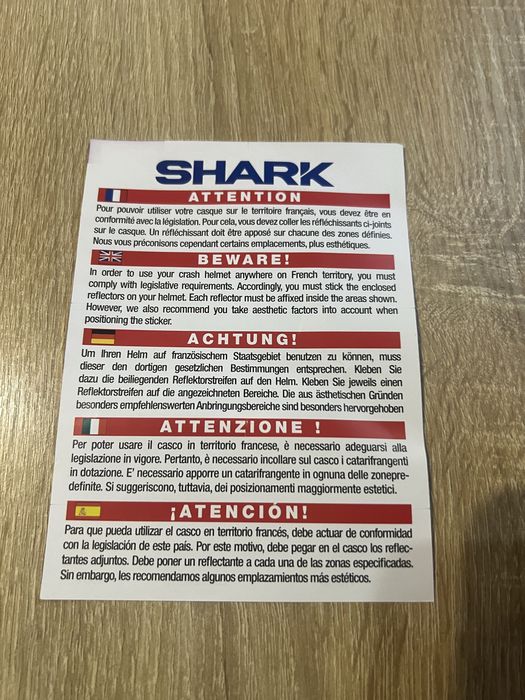 SHARK
ATTENTION
Pour pouvoir utiliser votre casque sur le territoire français, vous devez être en
conformité avec la législation. Pour cela, vous devez coller les réfléchissants ci-joints
sur le casque. Un réfléchissant doit être apposé sur chacune des zones définies.
Nous vous préconisons cependant certains emplacements, plus esthétiques.
BEWARE!
In order to use your crash helmet anywhere on French territory, you must
comply with legislative requirements. Accordingly, you must stick the enclosed
reflectors on your helmet. Each reflector must be affixed inside the areas shown.
However, we also recommend you take aesthetic factors into account when
positioning the sticker.
ACHTUNG!
Um Ihren Helm auf französischem Staatsgebiet benutzen zu können, muss
dieser den dortigen gesetzlichen Bestimmungen entsprechen. Kleben Sie
dazu die beiliegenden Reflektorstreifen auf den Helm. Kleben Sie jeweils einen
Reflektorstreifen auf die angezeichneten Bereiche. Die aus ästhetischen Gründen
besonders empfehlenswerten Anbringungsbereiche sind besonders hervorgehoben
ATTENZIONE !
Per poter usare il casco in territorio francese, è necessario adeguarsi alla
legislazione in vigore. Pertanto, è necessario incollare sul casco i catarifrangenti
in dotazione. E' necessario apporre un catarifrangente in ognuna delle zonepre-
definite. Si suggeriscono, tuttavia, dei posizionamenti maggiormente estetici.
¡ATENCIÓN!
Para que pueda utilizar el casco en territorio francés, debe actuar de conformidad
con la legislación de este país. Por este motivo, debe pegar en el casco los reflec-
tantes adjuntos. Debe poner un reflectante a cada una de las zonas especificadas.
Sin embargo, les recomendamos algunos emplazamientos más estéticos.